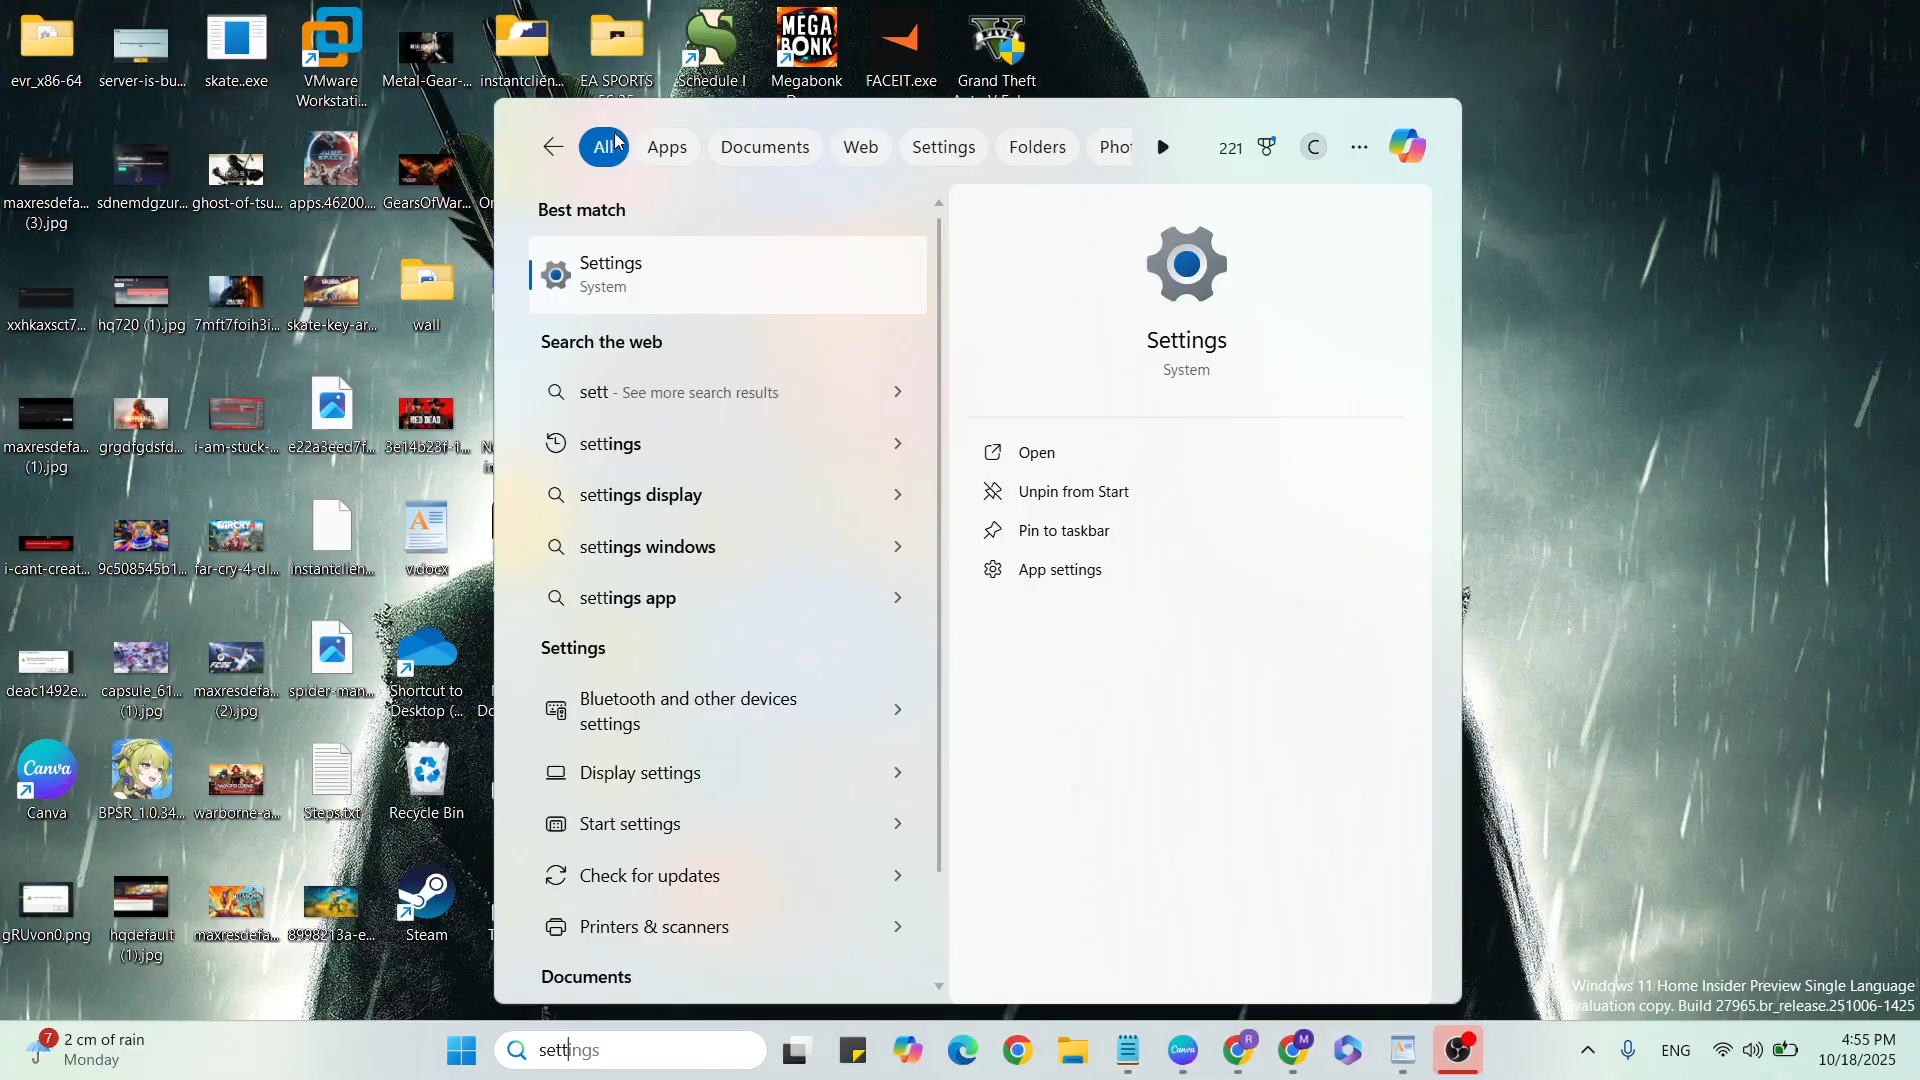 evr_x86-64
server-is-bu...
skate..exe
VMware
Workstati...
Metal-Gear-...
instantclien...
EA SPORTS
Schedule I
Megabonk
FACEIT.exe
Grand Theft
MEGA
BONK
maxresdefa...
(3).jpg
sdnemdgzur...
ghost-of-tsu...
apps.46200....
GearsOfWar...
xxhkaxsct7...
hq720 (1).jpg
7mft7foih3i...
skate-key-ar...
wall
maxresdefa...
(1).jpg
grgdfgdsfd...
i-am-stuck-...
e22a3eed7f...
3e14b23f-1...
i-cant-creat...
9c508545b1...
far-cry-4-dl...
instantclien...
vi.docx
deac1492e...
capsule_61...
(1).jpg
maxresdefa...
(2).jpg
spider-man...
Shortcut to
Desktop (...
Canva
Canva
BPSR_1.0.34...
warborne-a...
Steps.txt
Recycle Bin
gRUvon0.png
hqdefault
(1).jpg
maxresdefa...
8998213a-e...
Steam
All
Apps
Documents
Web
Settings
Folders
Phot
221
C
Best match
Settings
System
Search the web
sett - See more search results
settings
settings display
settings windows
settings app
Settings
Bluetooth and other devices
settings
Display settings
Start settings
Check for updates
Printers & scanners
Documents
Settings
System
Open
Unpin from Start
Pin to taskbar
App settings
Windows 11 Home Insider Preview Single Language
valuation copy. Build 27965.br_release.251006-1425
7
2 cm of rain
Monday
settings
Canva
R
M
ENG
4:55 PM
10/18/2025